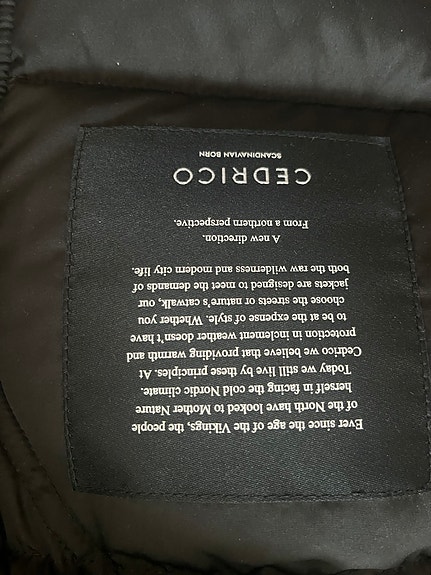 Ever since the age of the Vikings, the people
of the North have looked to Mother Nature
herself in facing the cold Nordic climate.
Today we still live by these principles. At
Cedrico we believe that providing warmth and
protection in inclement weather doesn't have
to be at the expense of style. Whether you
choose the streets or nature's catwalk, our
jackets are designed to meet the demands of
both the raw wilderness and modern city life.
A new direction.
From a northern perspective.
CEDRICO
SCANDINAVIAN BORN